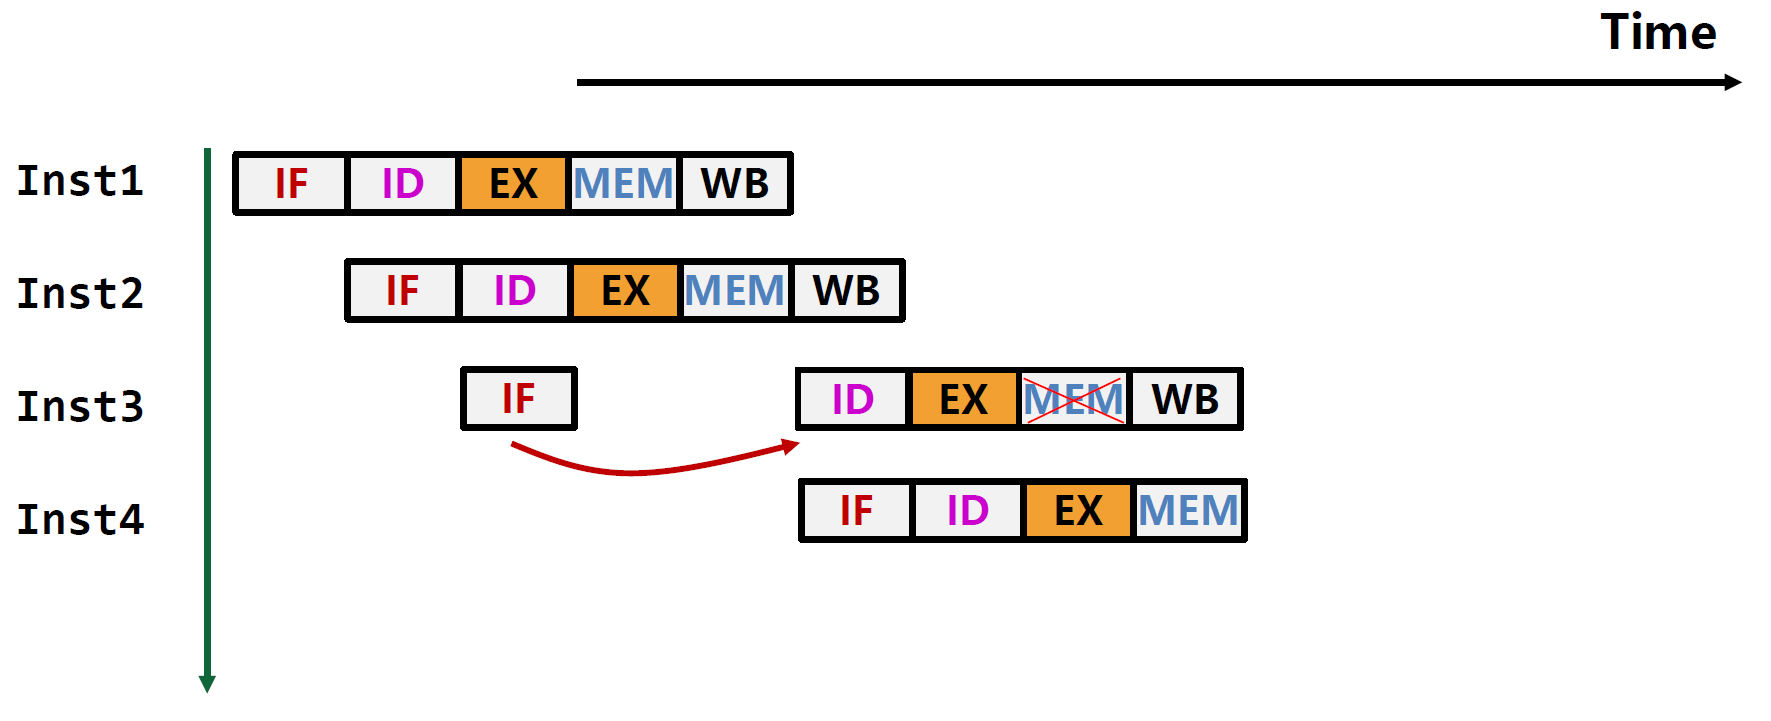 Time
Inst1 IF ID EX MEM WB
Inst2 IF ID EX MEM WB
Inst3 IF ID EX MEM WB
Inst4 IF ID EX MEM